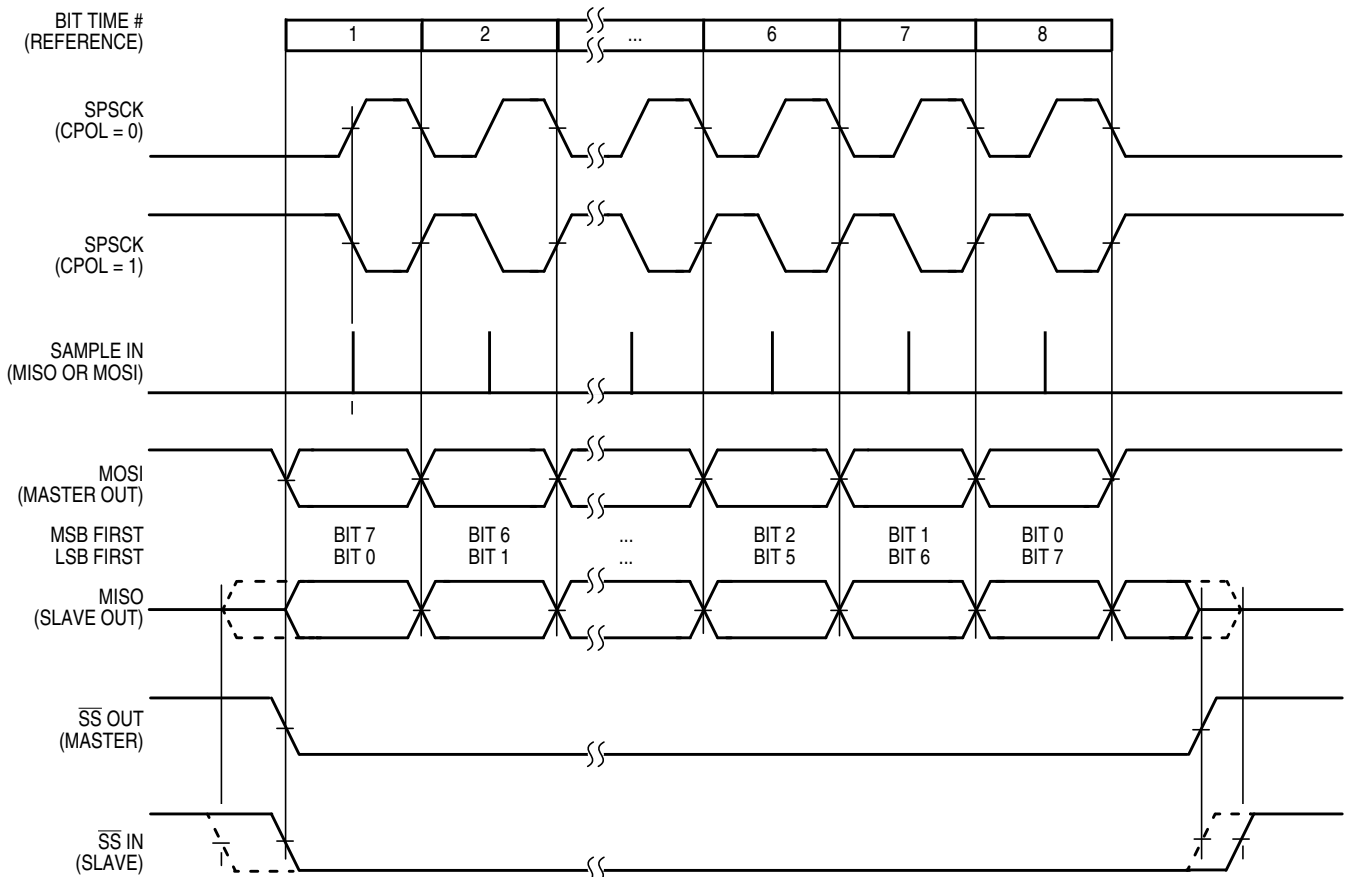 BIT TIME #
(REFERENCE)
1 2 ... 6 7 8
SPSCK
(CPOL = 0)
SPSCK
(CPOL = 1)
SAMPLE IN
(MISO OR MOSI)
MOSI
(MASTER OUT)
MSB FIRST BIT 7 BIT 6 ... BIT 2 BIT 1 BIT 0
LSB FIRST BIT 0 BIT 1 ... BIT 5 BIT 6 BIT 7
MISO
(SLAVE OUT)
S̅S̅ OUT
(MASTER)
S̅S̅ IN
(SLAVE)